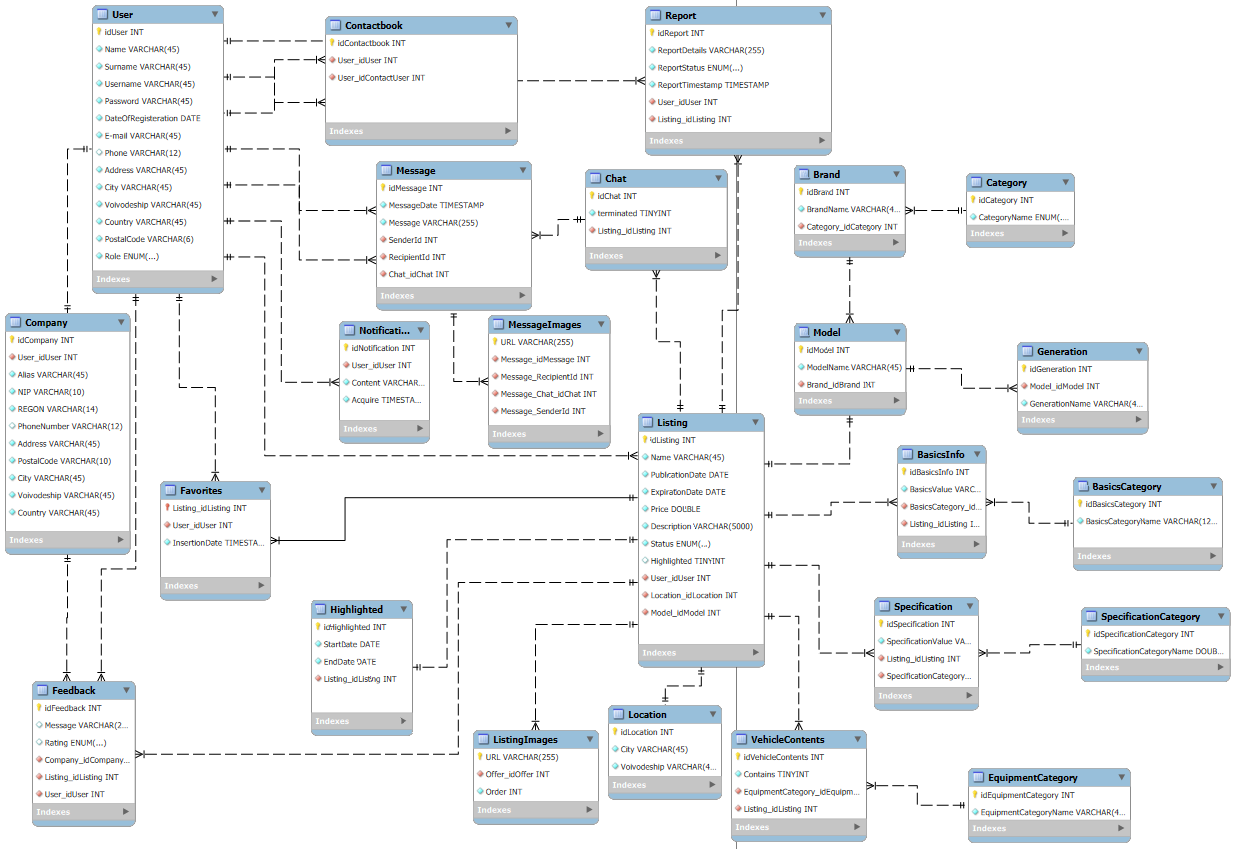 User
idUser INT
Name VARCHAR(45)
Surname VARCHAR(45)
Username VARCHAR(45)
Password VARCHAR(45)
DateOfRegisteration DATE
E-mail VARCHAR(45)
Phone VARCHAR(12)
Address VARCHAR(45)
City VARCHAR(45)
Voivodeship VARCHAR(45)
Country VARCHAR(45)
PostalCode VARCHAR(6)
Role ENUM(...)
Indexes
Contactbook
idContactbook INT
User_idUser INT
User_idContactUser INT
Indexes
Report
idReport INT
ReportDetails VARCHAR(255)
ReportStatus ENUM(...)
ReportTimestamp TIMESTAMP
User_idUser INT
Listing_idListing INT
Indexes
Message
idMessage INT
MessageDate TIMESTAMP
Message VARCHAR(255)
SenderId INT
RecipientId INT
Chat_idChat INT
Indexes
Chat
idChat INT
terminated TINYINT
Listing_idListing INT
Indexes
Brand
idBrand INT
BrandName VARCHAR(4...
Category_idCategory INT
Indexes
Category
idCategory INT
CategoryName ENUM(...
Indexes
Company
idCompany INT
User_idUser INT
Alias VARCHAR(45)
NIP VARCHAR(10)
REGON VARCHAR(14)
PhoneNumber VARCHAR(12)
Address VARCHAR(45)
PostalCode VARCHAR(10)
City VARCHAR(45)
Voivodeship VARCHAR(45)
Country VARCHAR(45)
Indexes
Notificati...
idNotification INT
User_idUser INT
Content VARCHAR...
Acquire TIMESTA...
Indexes
MessageImages
URL VARCHAR(255)
Message_idMessage INT
Message_RecipientId INT
Message_Chat_idChat INT
Message_SenderId INT
Indexes
Model
idModel INT
ModelName VARCHAR(45)
Brand_idBrand INT
Indexes
Generation
idGeneration INT
Model_idModel INT
GenerationName VARCHAR(4...
Indexes
Listing
idListing INT
Name VARCHAR(45)
PublicationDate DATE
ExpirationDate DATE
Price DOUBLE
Description VARCHAR(5000)
Status ENUM(...)
Highlighted TINYINT
User_idUser INT
Location_idLocation INT
Model_idModel INT
Indexes
BasicsInfo
idBasicsInfo INT
BasicsValue VARC...
BasicsCategory_id...
Listing_idListing I...
Indexes
BasicsCategory
idBasicsCategory INT
BasicsCategoryName VARCHAR(12...
Indexes
Favorites
Listing_idListing INT
User_idUser INT
InsertionDate TIMESTA...
Indexes
Highlighted
idHighlighted INT
StartDate DATE
EndDate DATE
Listing_idListing INT
Indexes
Specification
idSpecification INT
SpecificationValue VA...
Listing_idListing INT
SpecificationCategory...
Indexes
SpecificationCategory
idSpecificationCategory INT
SpecificationCategoryName DOUB...
Indexes
Feedback
idFeedback INT
Message VARCHAR(2...
Rating ENUM(...)
Company_idCompany...
Listing_idListing INT
User_idUser INT
Indexes
ListingImages
URL VARCHAR(255)
Offer_idOffer INT
Order INT
Indexes
Location
idLocation INT
City VARCHAR(45)
Voivodeship VARCHAR(4...
Indexes
VehicleContents
idVehicleContents INT
Contains TINYINT
EquipmentCategory_idEquipm...
Listing_idListing INT
Indexes
EquipmentCategory
idEquipmentCategory INT
EquipmentCategoryName VARCHAR(4...
Indexes